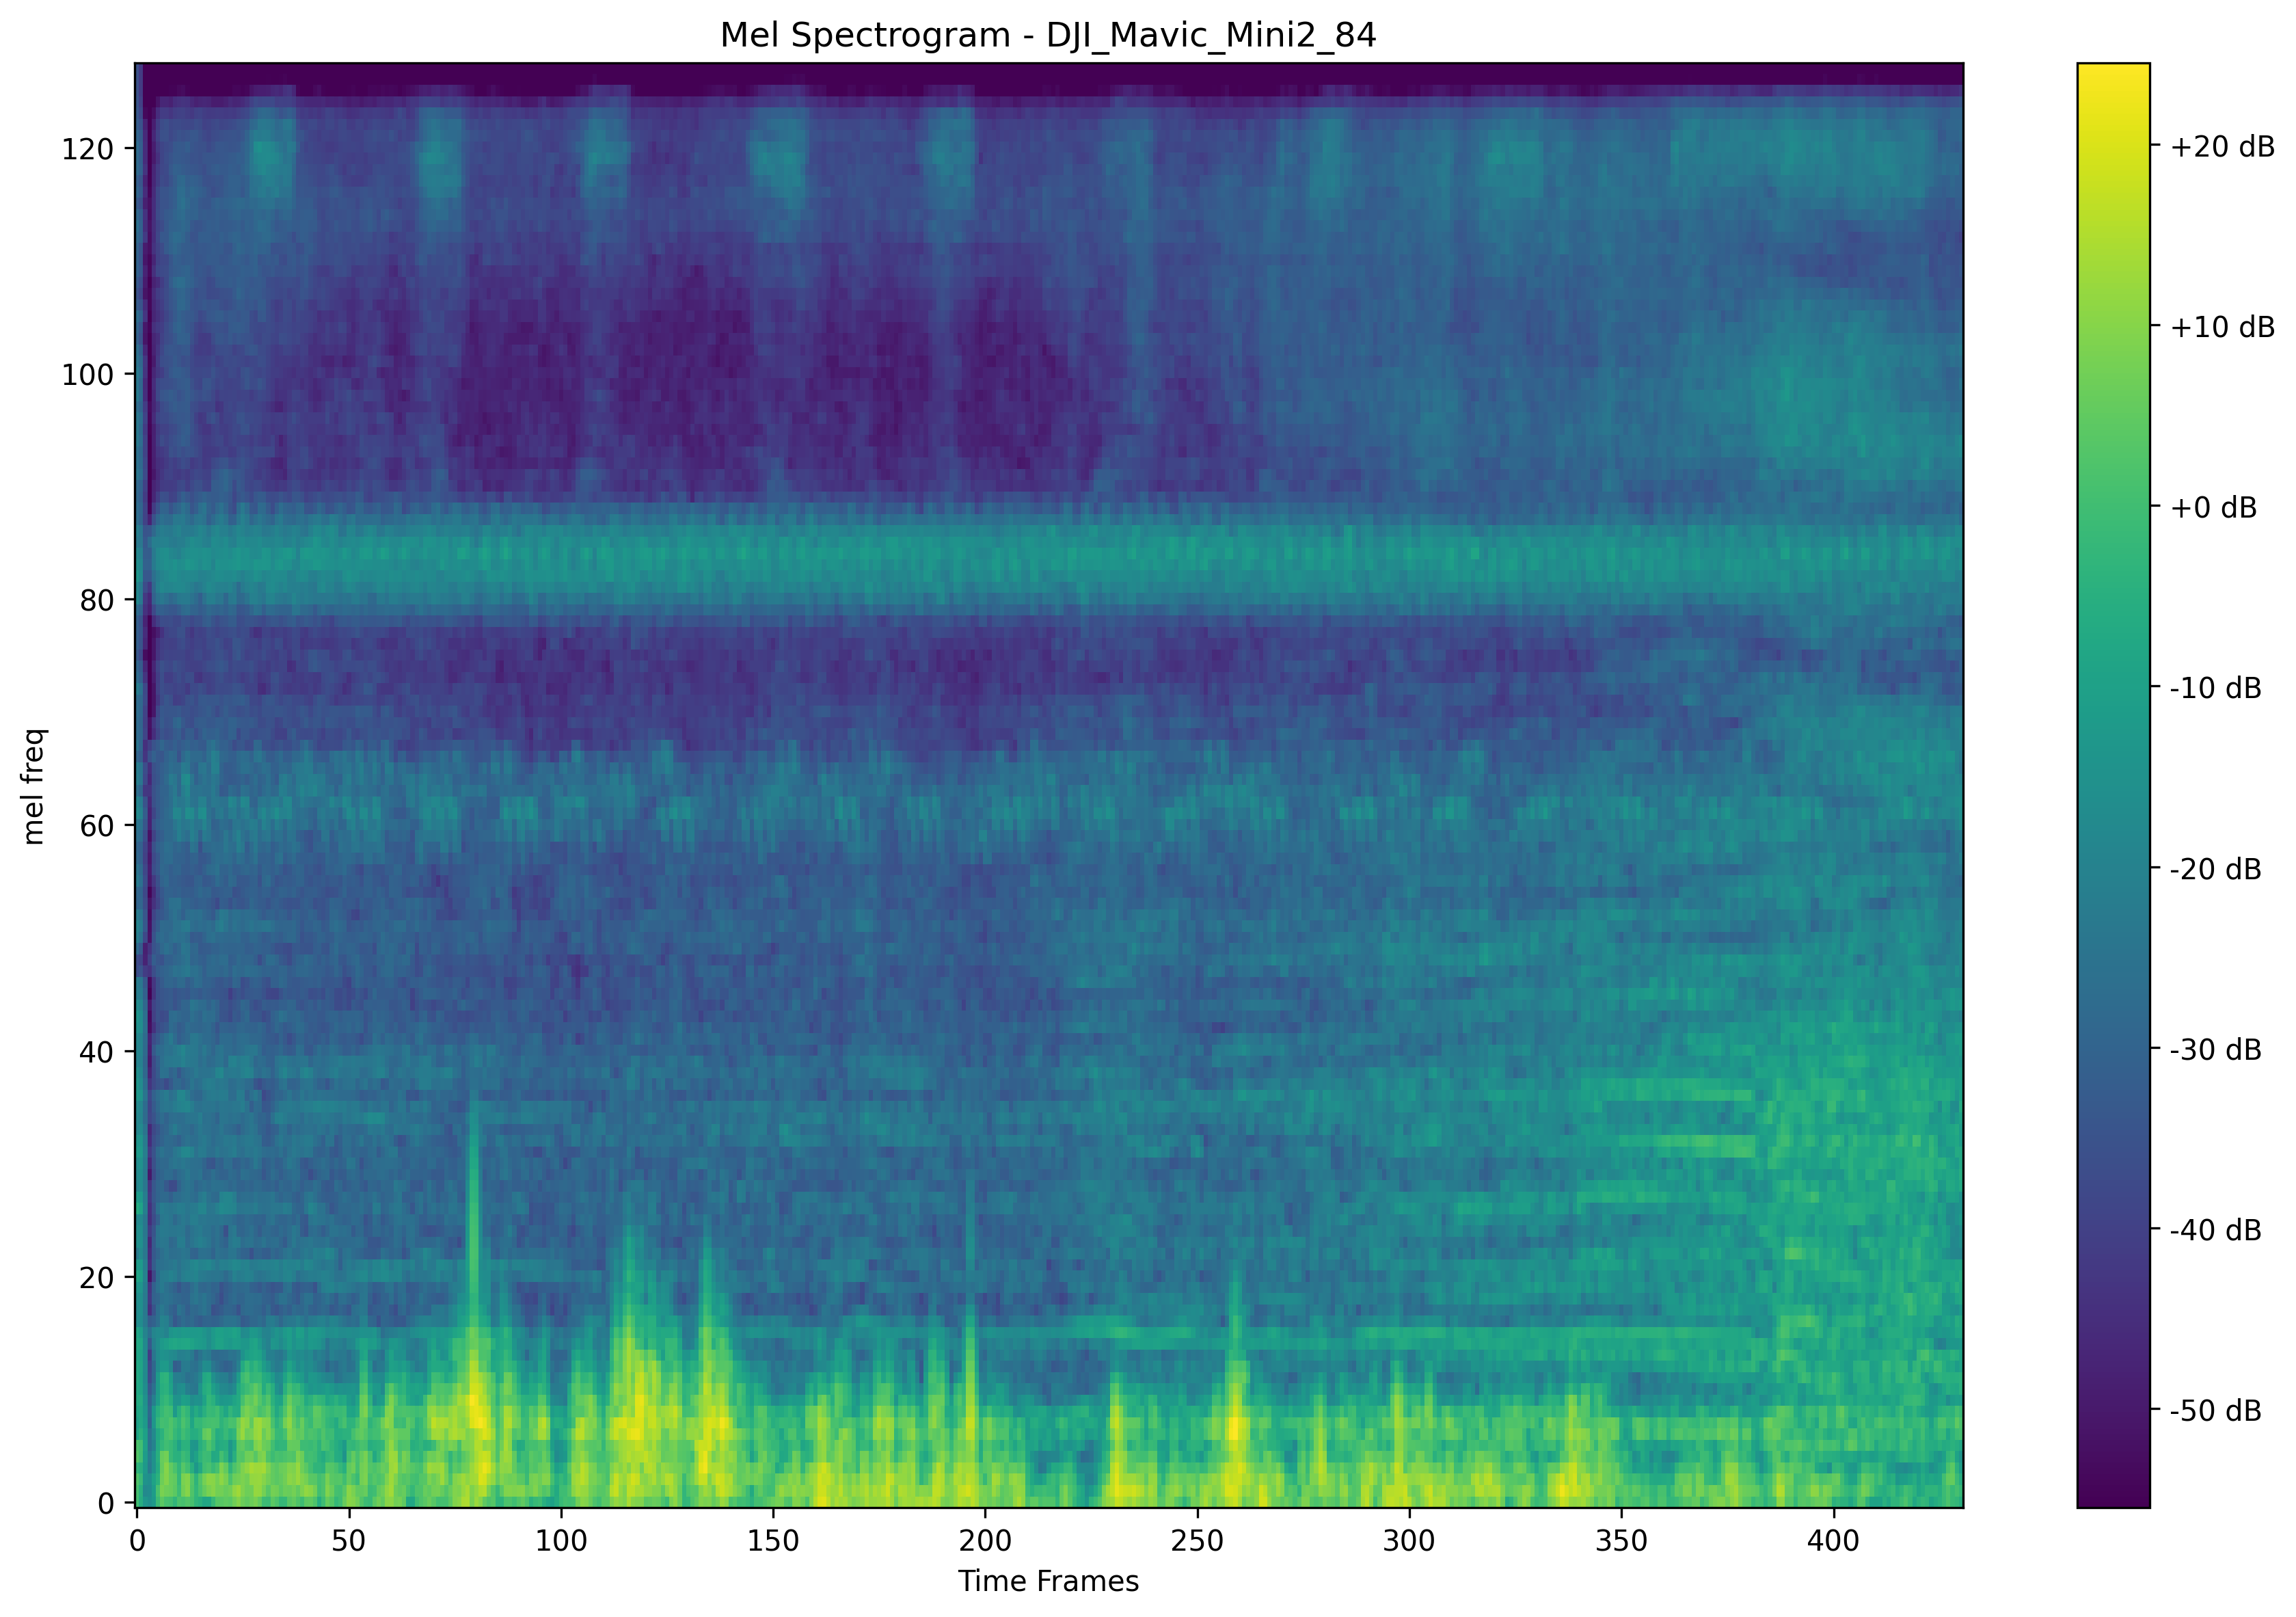 Mel Spectrogram - DJI_Mavic_Mini2_84
mel freq
120
100
80
60
40
20
0
0 50 100 150 200 250 300 350 400
Time Frames
+20 dB
+10 dB
+0 dB
-10 dB
-20 dB
-30 dB
-40 dB
-50 dB